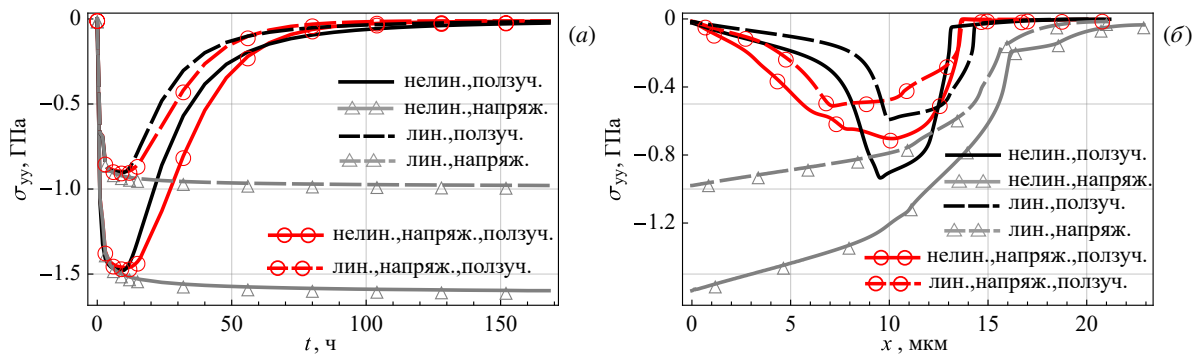 σyy, ГПа
0
−0.5
−1.0
−1.5
0
50
100
150
t , ч
(а)
нелин.,ползуч.
нелин.,напряж.
лин.,ползуч.
лин.,напряж.
нелин.,напряж.,ползуч.
лин.,напряж.,ползуч.
σyy, ГПа
0
−0.4
−0.8
−1.2
0
5
10
15
20
x , мкм
(б)
нелин.,ползуч.
нелин.,напряж.
лин.,ползуч.
лин.,напряж.
нелин.,напряж.,ползуч.
лин.,напряж.,ползуч.